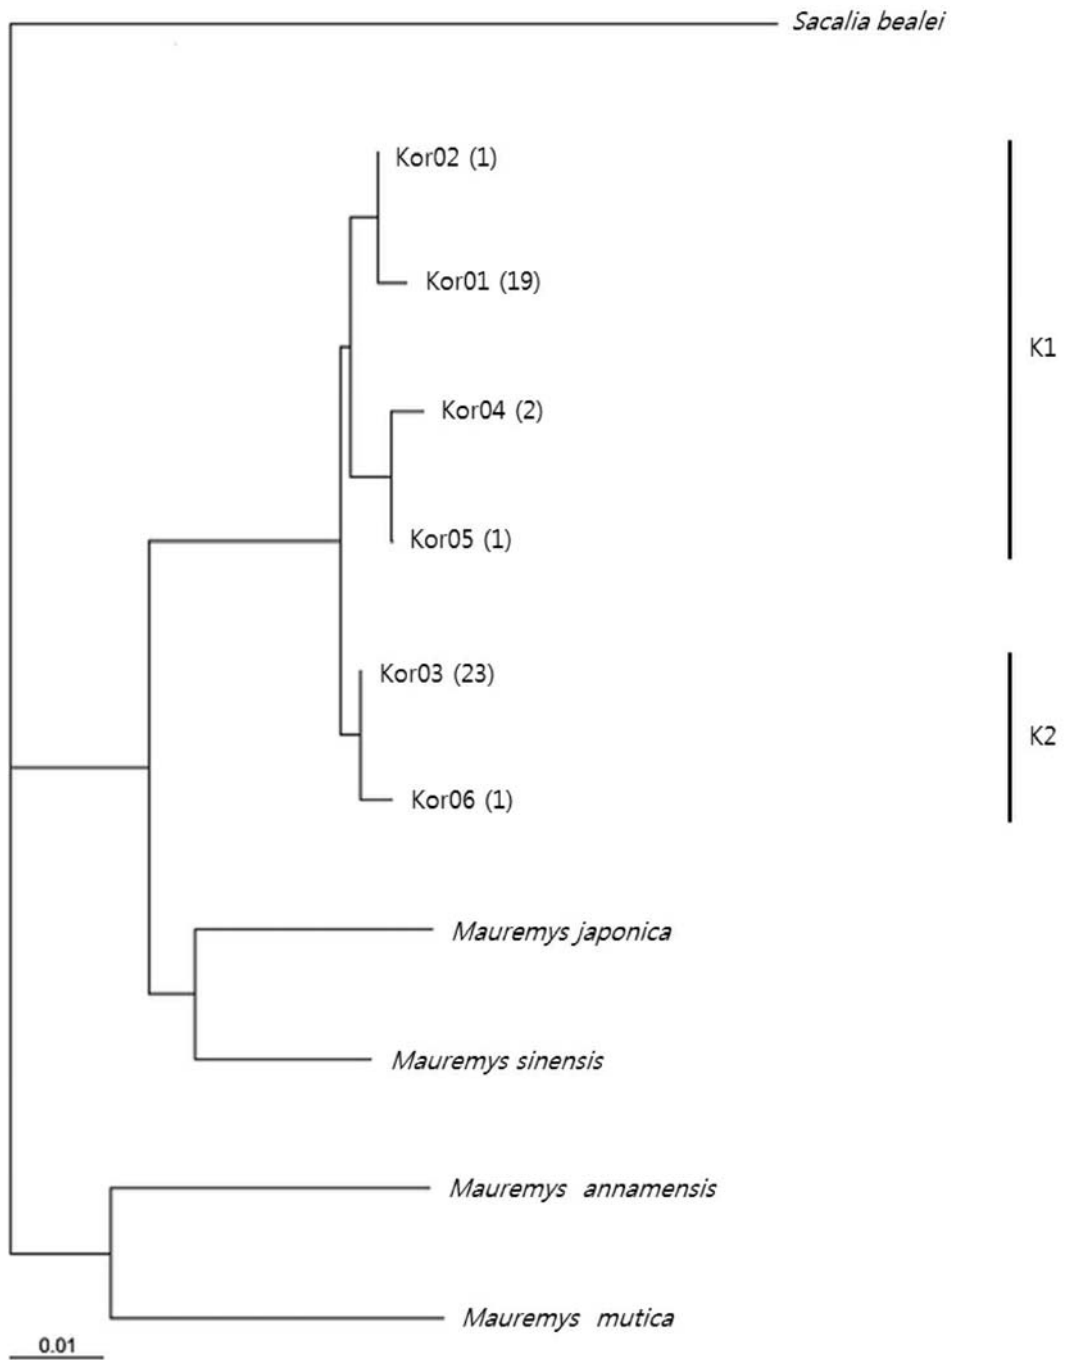 Sacalia bealei
Kor02 (1)
Kor01 (19)
K1
Kor04 (2)
Kor05 (1)
Kor03 (23)
K2
Kor06 (1)
Mauremys japonica
Mauremys sinensis
Mauremys annamensis
Mauremys mutica
0.01